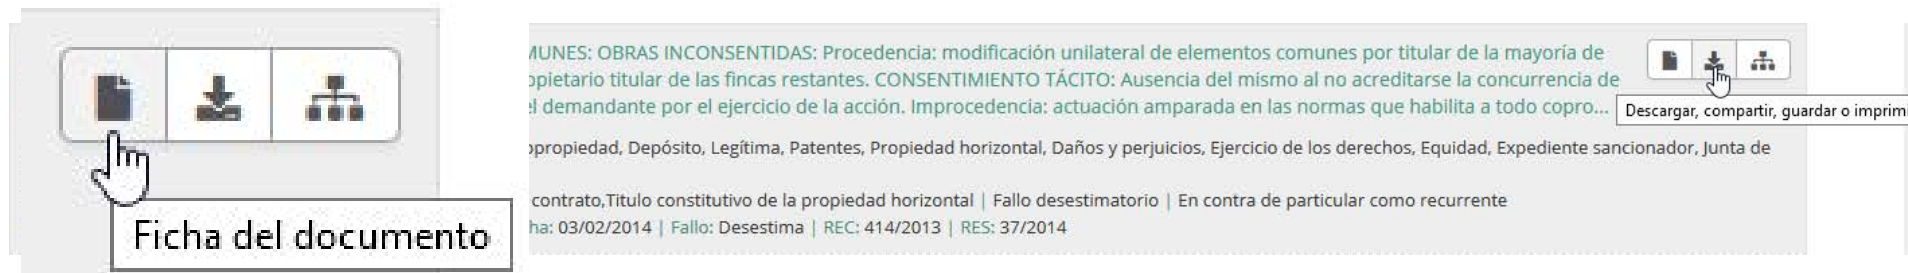 Ficha del documento
MUNES: OBRAS INCONSENTIDAS: Procedencia: modificación unilateral de elementos comunes por titular de la mayoría de
opietario titular de las fincas restantes. CONSENTIMIENTO TÁCITO: Ausencia del mismo al no acreditarse la concurrencia de
el demandante por el ejercicio de la acción. Improcedencia: actuación amparada en las normas que habilita a todo copro...
Descargar, compartir, guardar o imprimi
opropiedad, Depósito, Legítima, Patentes, Propiedad horizontal, Daños y perjuicios, Ejercicio de los derechos, Equidad, Expediente sancionador, Junta de
contrato,Titulo constitutivo de la propiedad horizontal | Fallo desestimatorio | En contra de particular como recurrente
ha: 03/02/2014 | Fallo: Desestima | REC: 414/2013 | RES: 37/2014